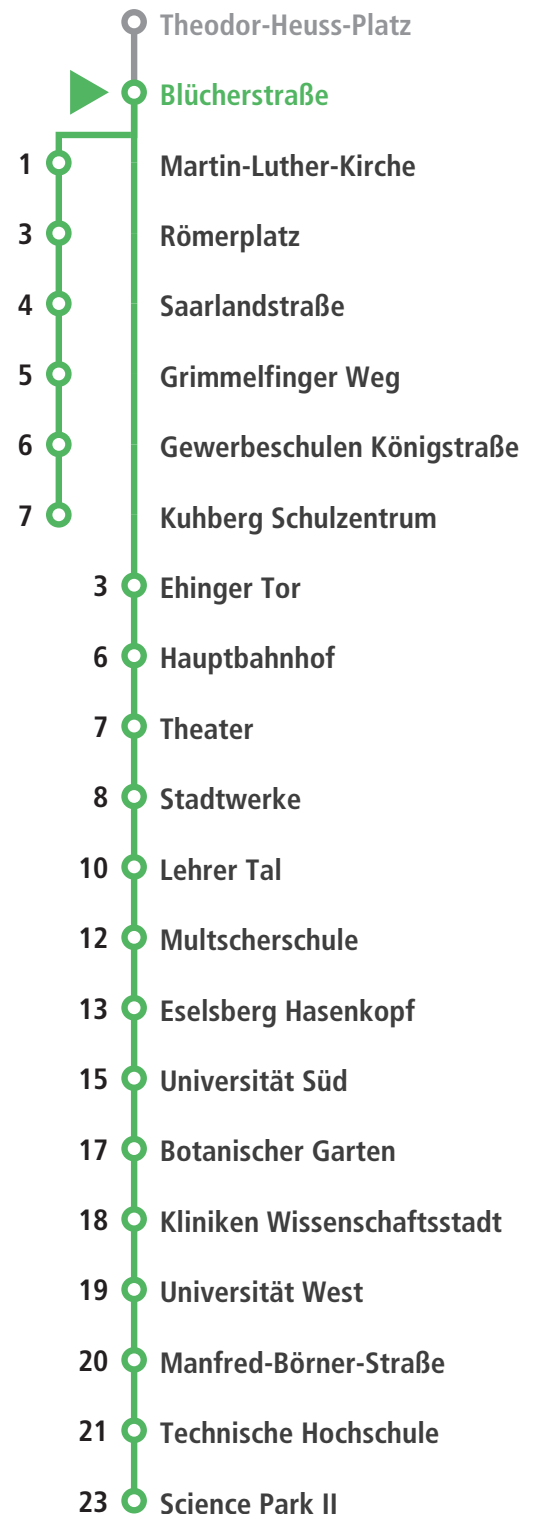 Theodor-Heuss-Platz
Blücherstraße
1 Martin-Luther-Kirche
3 Römerplatz
4 Saarlandstraße
5 Grimmelfinger Weg
6 Gewerbeschulen Königstraße
7 Kuhberg Schulzentrum
3 Ehinger Tor
6 Hauptbahnhof
7 Theater
8 Stadtwerke
10 Lehrer Tal
12 Multscherschule
13 Eselsberg Hasenkopf
15 Universität Süd
17 Botanischer Garten
18 Kliniken Wissenschaftsstadt
19 Universität West
20 Manfred-Börner-Straße
21 Technische Hochschule
23 Science Park II